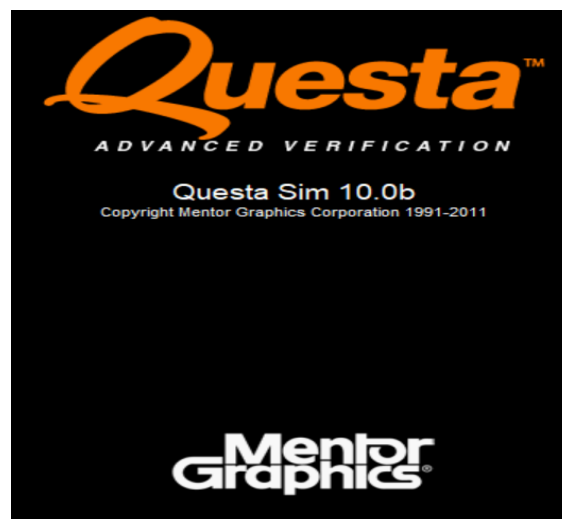 Questa™
ADVANCED VERIFICATION
Questa Sim 10.0b
Copyright Mentor Graphics Corporation 1991-2011
Mentor
Graphics®